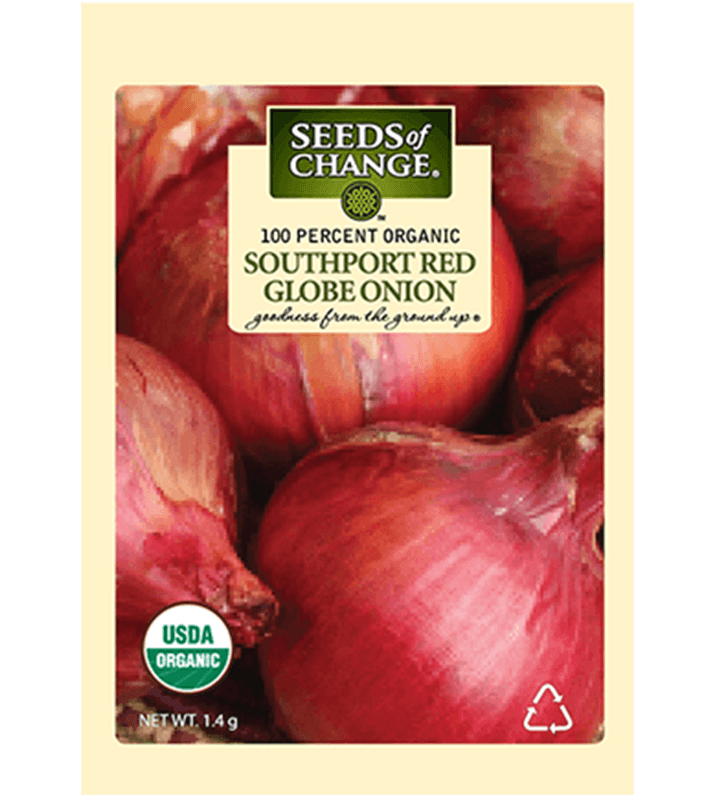 SEEDS of
CHANGE®
™
100 PERCENT ORGANIC
SOUTHPORT RED
GLOBE ONION
goodness from the ground up®
USDA
ORGANIC
NET WT. 1.4 g